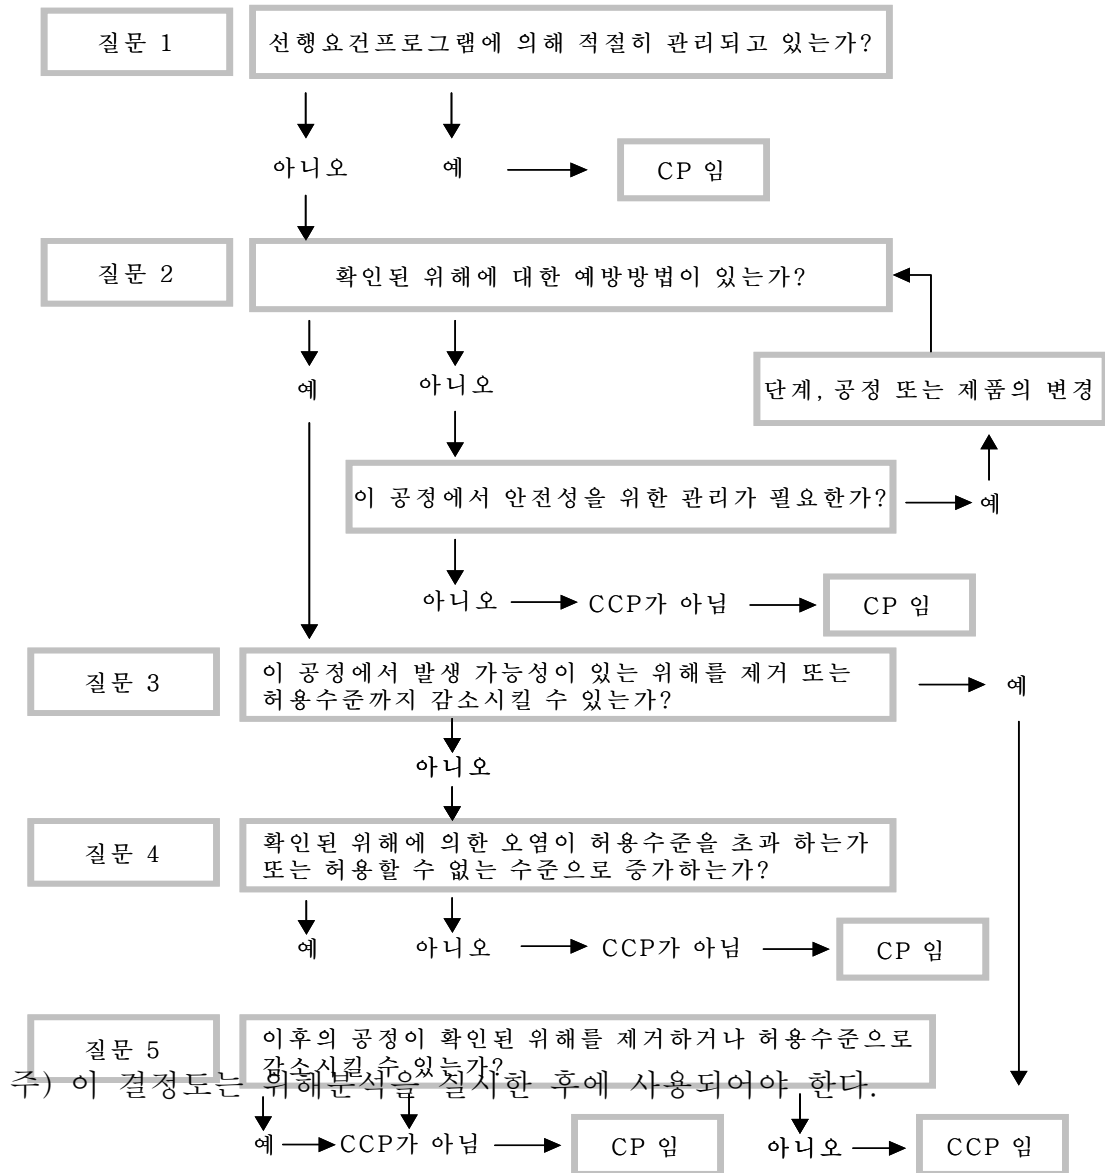 질문 1
선행요건프로그램에 의해 적절히 관리되고 있는가?
아니오
예
CP 임
질문 2
확인된 위해에 대한 예방방법이 있는가?
예
아니오
단계, 공정 또는 제품의 변경
이 공정에서 안전성을 위한 관리가 필요한가?
예
아니오
CCP가 아님
CP 임
질문 3
이 공정에서 발생 가능성이 있는 위해를 제거 또는
허용수준까지 감소시킬 수 있는가?
예
아니오
질문 4
확인된 위해에 의한 오염이 허용수준을 초과 하는가
또는 허용할 수 없는 수준으로 증가하는가?
예
아니오
CCP가 아님
CP 임
질문 5
이후의 공정이 확인된 위해를 제거하거나 허용수준으로
감소시킬 수 있는가?
주) 이 결정도는 위해분석을 실시한 후에 사용되어야 한다.
예
CCP가 아님
CP 임
아니오
CCP 임